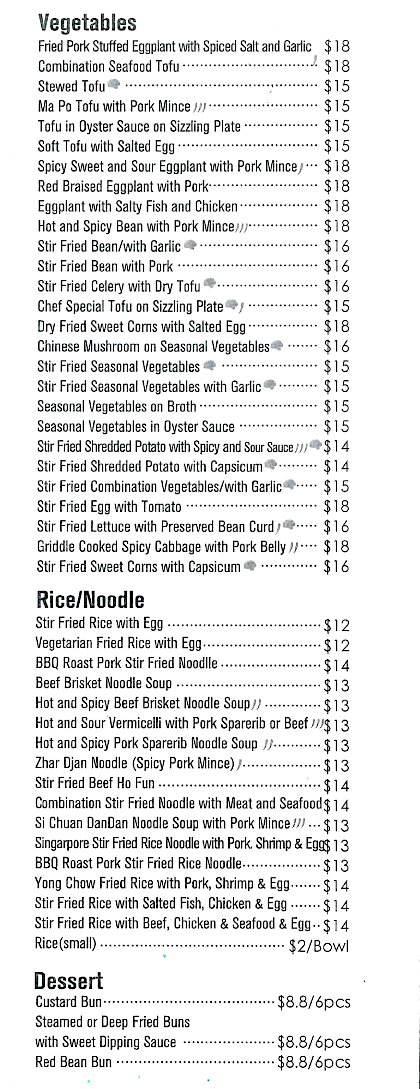 Vegetables
Fried Pork Stuffed Eggplant with Spiced Salt and Garlic $18
Combination Seafood Tofu $18
Stewed Tofu $15
Ma Po Tofu with Pork Mince $15
Tofu in Oyster Sauce on Sizzling Plate $15
Soft Tofu with Salted Egg $15
Spicy Sweet and Sour Eggplant with Pork Mince $18
Red Braised Eggplant with Pork $18
Eggplant with Salty Fish and Chicken $18
Hot and Spicy Bean with Pork Mince $18
Stir Fried Bean/with Garlic $16
Stir Fried Bean with Pork $16
Stir Fried Celery with Dry Tofu $16
Chef Special Tofu on Sizzling Plate $15
Dry Fried Sweet Corns with Salted Egg $18
Chinese Mushroom on Seasonal Vegetables $16
Stir Fried Seasonal Vegetables $15
Stir Fried Seasonal Vegetables with Garlic $15
Seasonal Vegetables on Broth $15
Seasonal Vegetables in Oyster Sauce $15
Stir Fried Shredded Potato with Spicy and Sour Sauce $14
Stir Fried Shredded Potato with Capsicum $14
Stir Fried Combination Vegetables/with Garlic $15
Stir Fried Egg with Tomato $18
Stir Fried Lettuce with Preserved Bean Curd $16
Griddle Cooked Spicy Cabbage with Pork Belly $18
Stir Fried Sweet Corns with Capsicum $16
Rice/Noodle
Stir Fried Rice with Egg $12
Vegetarian Fried Rice with Egg $12
BBQ Roast Pork Stir Fried Noodlle $14
Beef Brisket Noodle Soup $13
Hot and Spicy Beef Brisket Noodle Soup $13
Hot and Sour Vermicelli with Pork Sparerib or Beef $13
Hot and Spicy Pork Sparerib Noodle Soup $13
Zhar Djan Noodle (Spicy Pork Mince) $13
Stir Fried Beef Ho Fun $14
Combination Stir Fried Noodle with Meat and Seafood $14
Si Chuan DanDan Noodle Soup with Pork Mince $13
Singarpore Stir Fried Rice Noodle with Pork. Shrimp & Egg $13
BBQ Roast Pork Stir Fried Rice Noodle $13
Yong Chow Fried Rice with Pork, Shrimp & Egg $14
Stir Fried Rice with Salted Fish, Chicken & Egg $14
Stir Fried Rice with Beef, Chicken & Seafood & Egg $14
Rice(small) $2/Bowl
Dessert
Custard Bun $8.8/6pcs
Steamed or Deep Fried Buns
with Sweet Dipping Sauce $8.8/6pcs
Red Bean Bun $8.8/6pcs